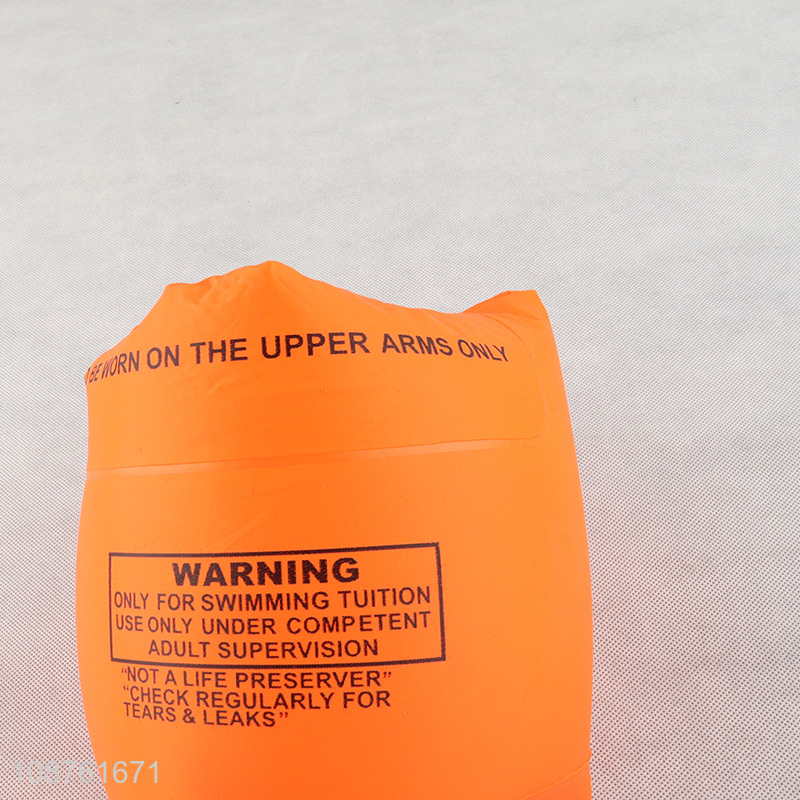 BE WORN ON THE UPPER ARMS ONLY
WARNING
ONLY FOR SWIMMING TUITION
USE ONLY UNDER COMPETENT
ADULT SUPERVISION
"NOT A LIFE PRESERVER"
"CHECK REGULARLY FOR
TEARS & LEAKS"